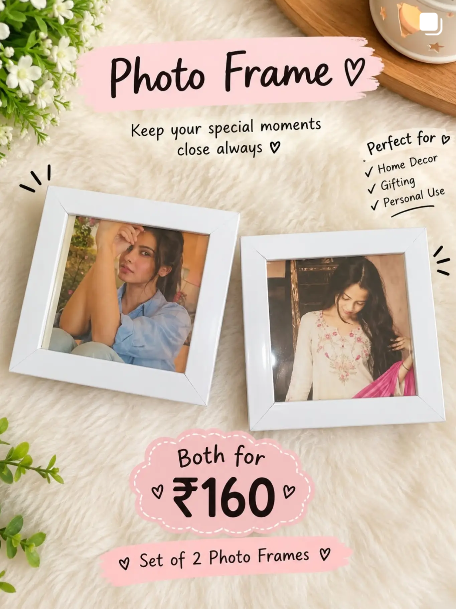 Photo Frame ♡
Keep your special moments
close always ♡
Perfect for ♡
✓ Home Decor
✓ Gifting
✓ Personal Use
Both for
♡ ₹160 ♡
♡ Set of 2 Photo Frames ♡